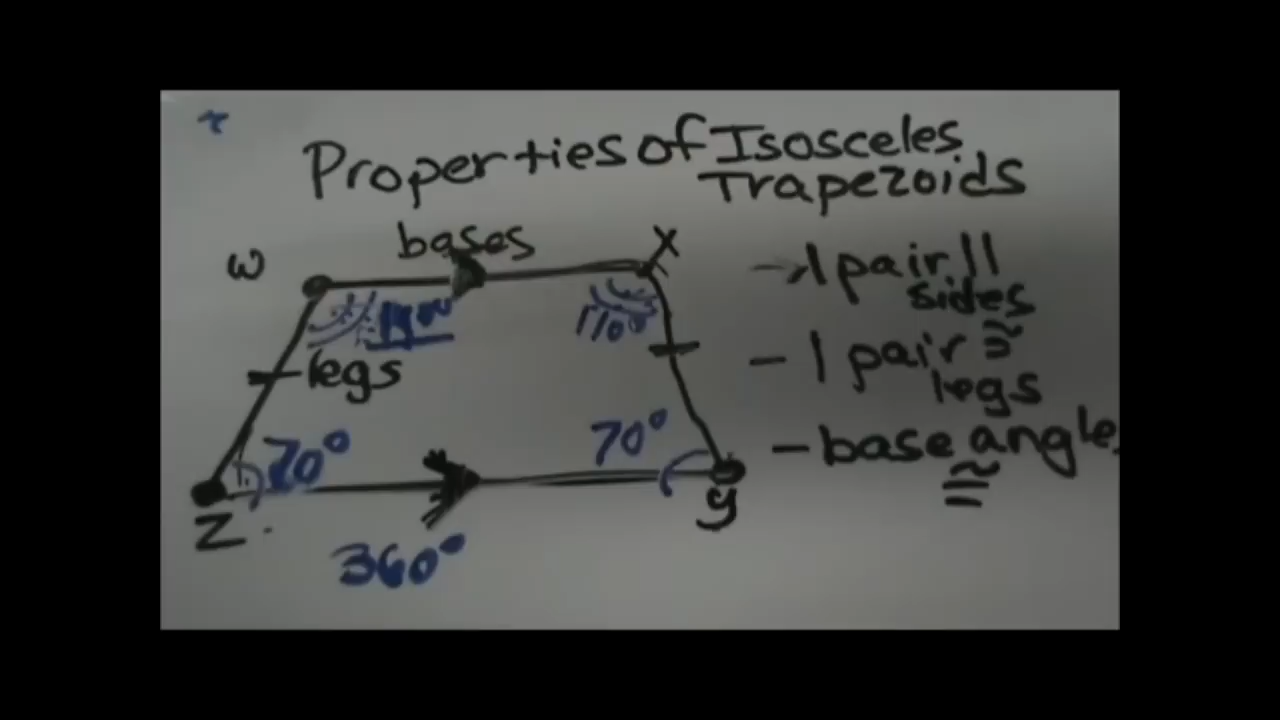 Properties of Isosceles
Trapezoids
bases
W
X
110°
legs
70°
70°
Z
y
360°
→ 1 pair ||
sides
- 1 pair ≅
legs
- base angles
≅